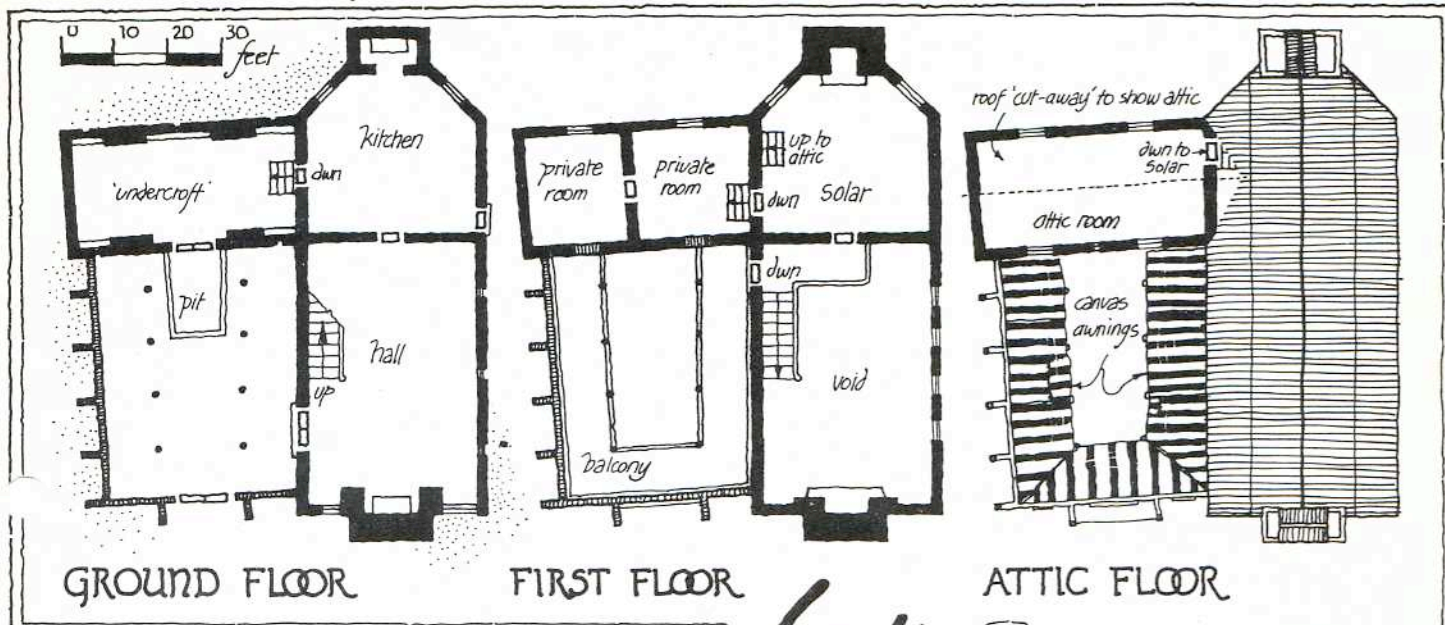 0 10 20 30
feet
kitchen
dwn
'undercroft'
pit
hall
up
GROUND FLOOR
private
room
private
room
up to
attic
dwn
Solar
dwn
void
balcony
FIRST FLOOR
roof 'cut-away' to show attic
dwn to
Solar
attic room
canvas
awnings
ATTIC FLOOR